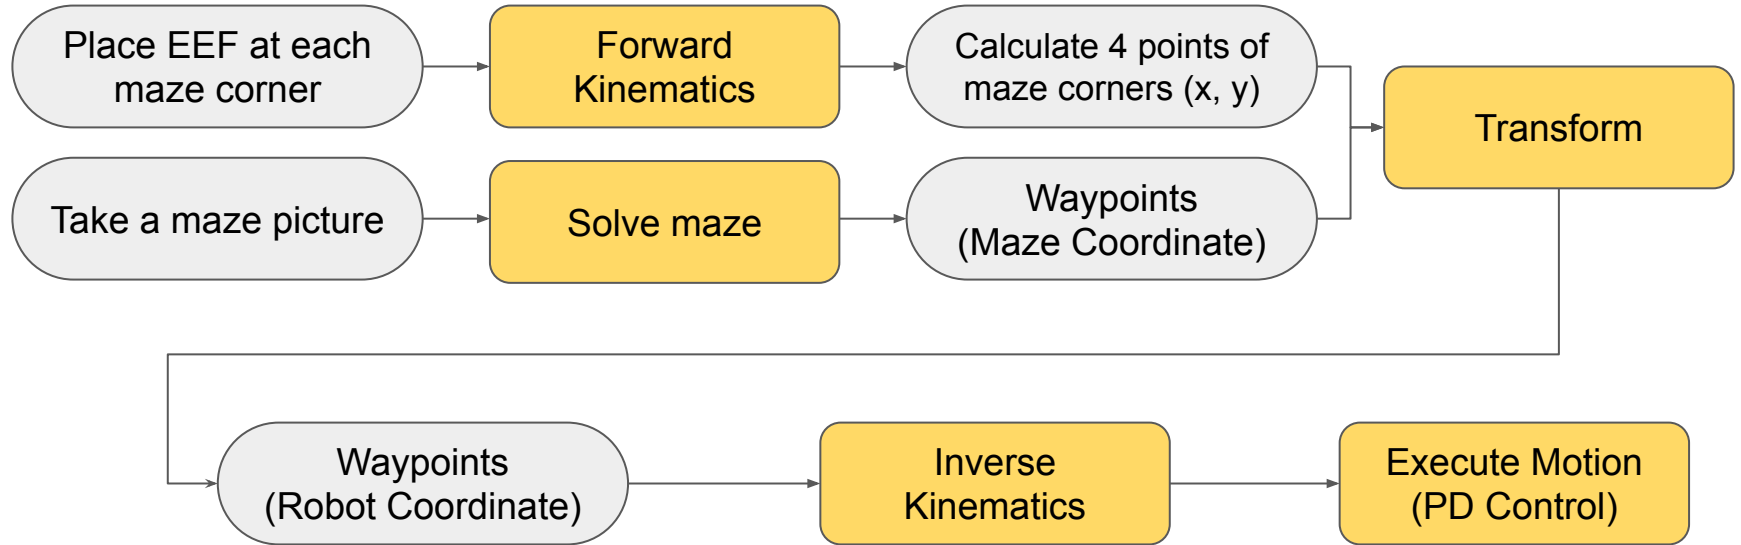 Place EEF at each
maze corner
Forward
Kinematics
Calculate 4 points of
maze corners (x, y)
Transform
Take a maze picture
Solve maze
Waypoints
(Maze Coordinate)
Waypoints
(Robot Coordinate)
Inverse
Kinematics
Execute Motion
(PD Control)